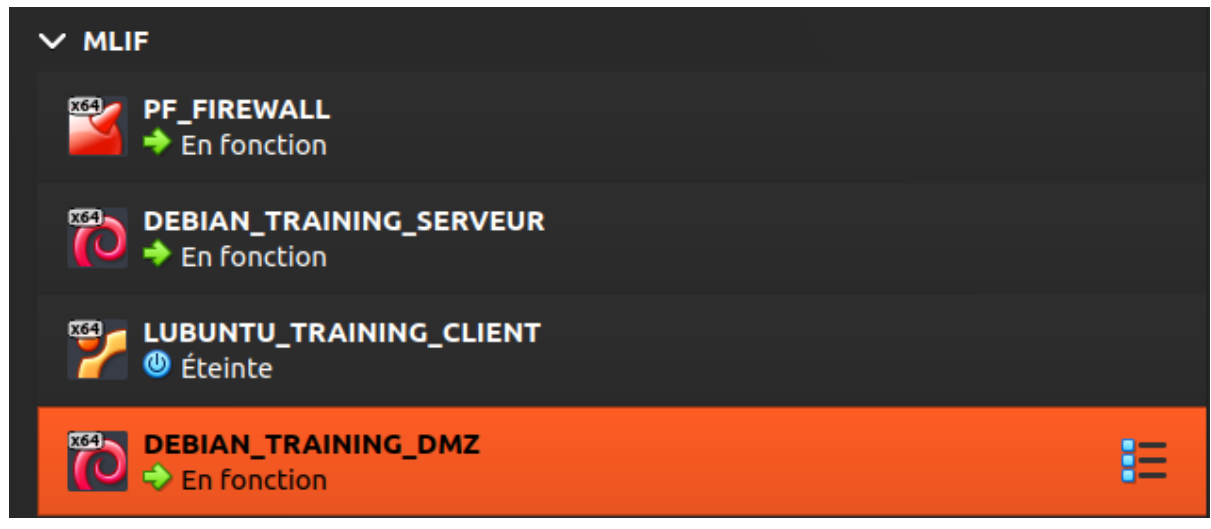 MLIF
x64
PF_FIREWALL
En fonction
x64
DEBIAN_TRAINING_SERVEUR
En fonction
x64
LUBUNTU_TRAINING_CLIENT
Éteinte
x64
DEBIAN_TRAINING_DMZ
En fonction